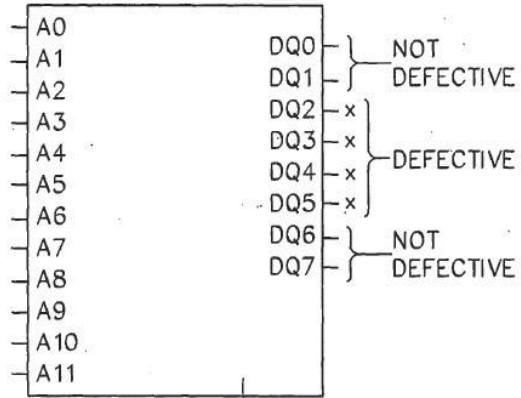 A0
A1
A2
A3
A4
A5
A6
A7
A8
A9
A10
A11
DQ0
DQ1
DQ2 x
DQ3 x
DQ4 x
DQ5 x
DQ6
DQ7
NOT
DEFECTIVE
DEFECTIVE
NOT
DEFECTIVE